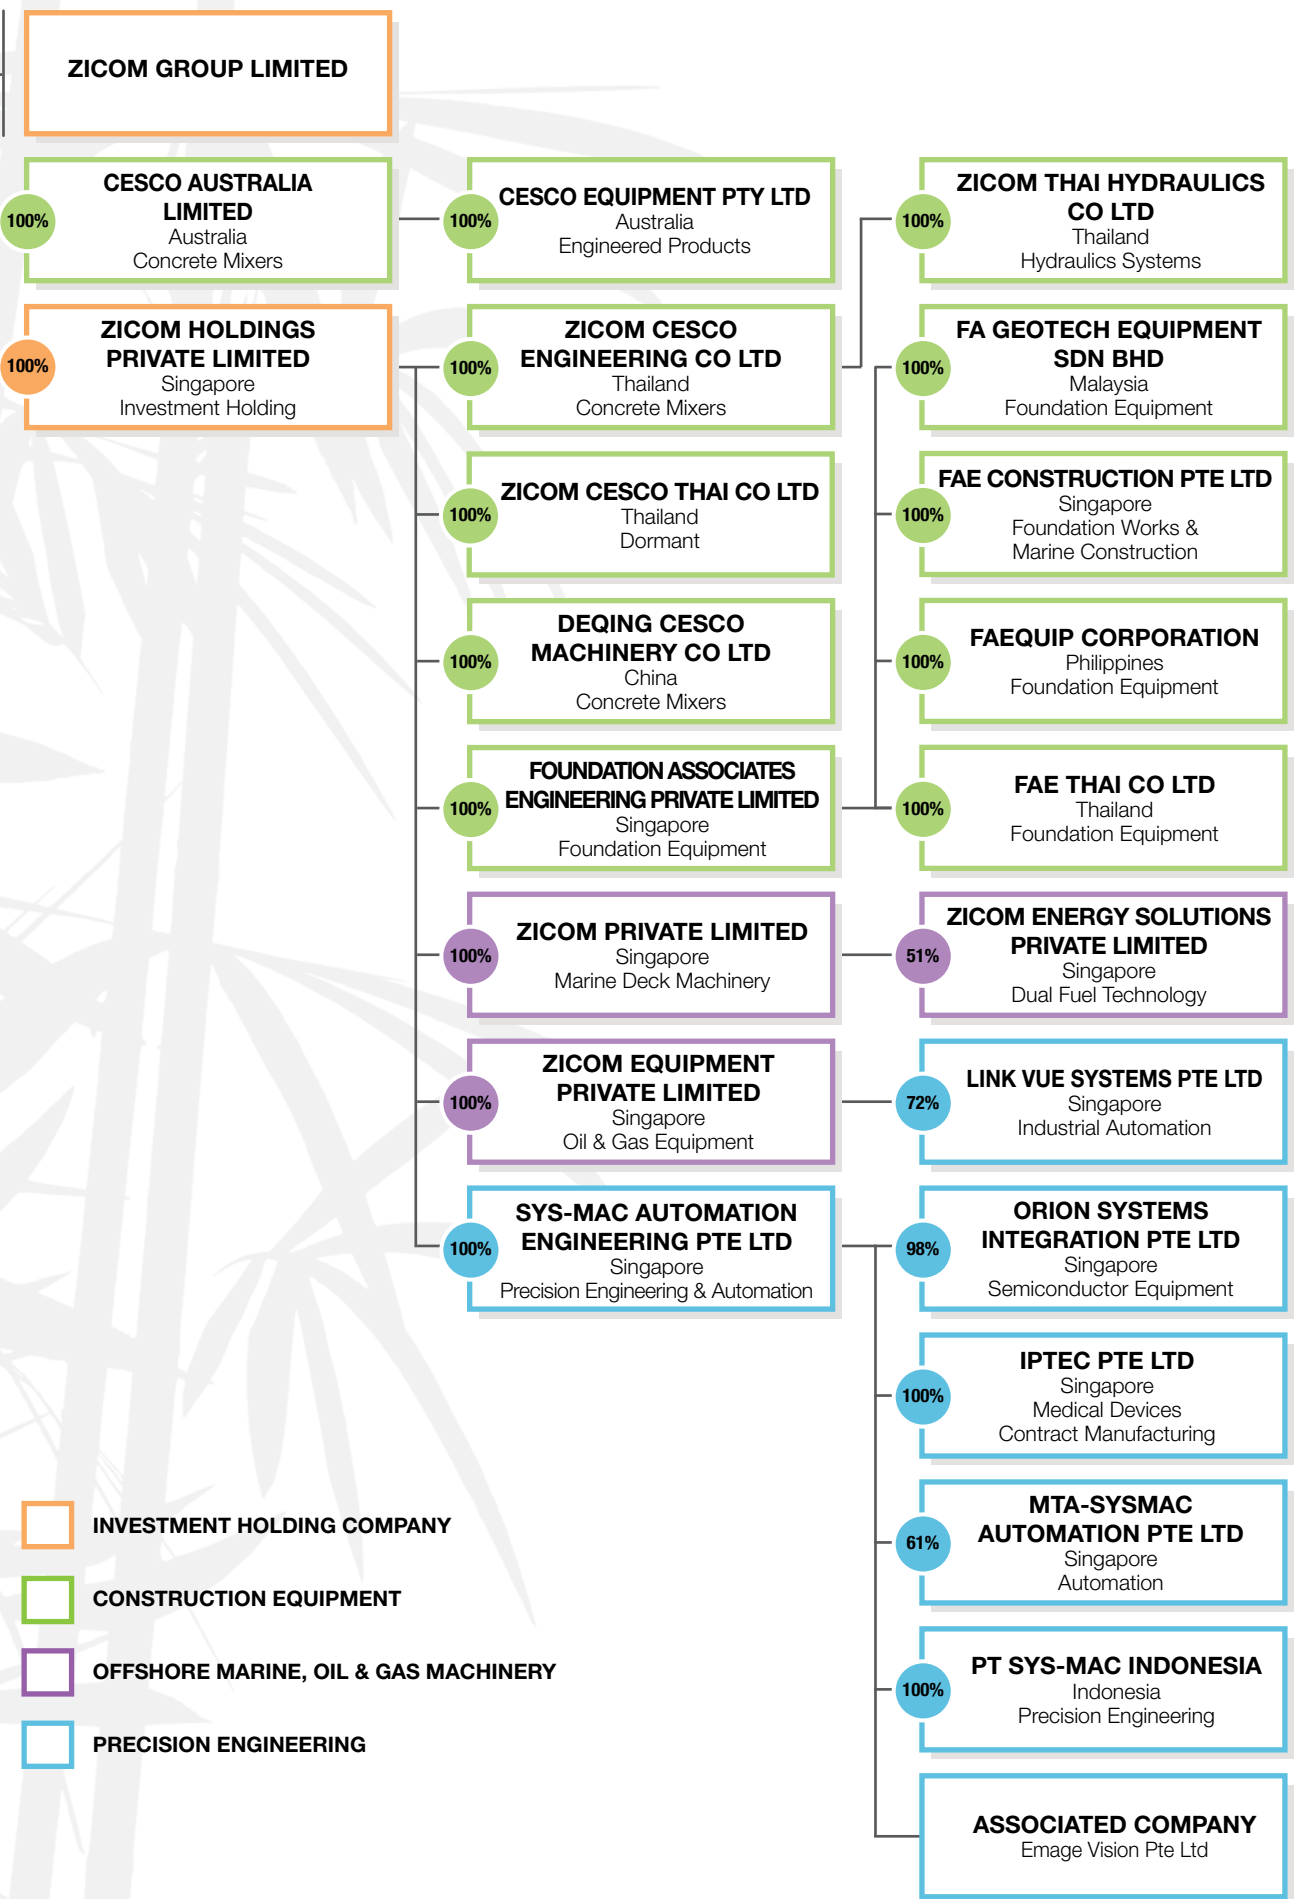 ZICOM GROUP LIMITED
100%
CESCO AUSTRALIA
LIMITED
Australia
Concrete Mixers
100%
CESCO EQUIPMENT PTY LTD
Australia
Engineered Products
100%
ZICOM THAI HYDRAULICS
CO LTD
Thailand
Hydraulics Systems
100%
ZICOM HOLDINGS
PRIVATE LIMITED
Singapore
Investment Holding
100%
ZICOM CESCO
ENGINEERING CO LTD
Thailand
Concrete Mixers
100%
FA GEOTECH EQUIPMENT
SDN BHD
Malaysia
Foundation Equipment
100%
ZICOM CESCO THAI CO LTD
Thailand
Dormant
100%
FAE CONSTRUCTION PTE LTD
Singapore
Foundation Works &
Marine Construction
100%
DEQING CESCO
MACHINERY CO LTD
China
Concrete Mixers
100%
FAEQUIP CORPORATION
Philippines
Foundation Equipment
100%
FOUNDATION ASSOCIATES
ENGINEERING PRIVATE LIMITED
Singapore
Foundation Equipment
100%
FAE THAI CO LTD
Thailand
Foundation Equipment
100%
ZICOM PRIVATE LIMITED
Singapore
Marine Deck Machinery
51%
ZICOM ENERGY SOLUTIONS
PRIVATE LIMITED
Singapore
Dual Fuel Technology
100%
ZICOM EQUIPMENT
PRIVATE LIMITED
Singapore
Oil & Gas Equipment
72%
LINK VUE SYSTEMS PTE LTD
Singapore
Industrial Automation
100%
SYS-MAC AUTOMATION
ENGINEERING PTE LTD
Singapore
Precision Engineering & Automation
98%
ORION SYSTEMS
INTEGRATION PTE LTD
Singapore
Semiconductor Equipment
100%
IPTEC PTE LTD
Singapore
Medical Devices
Contract Manufacturing
61%
MTA-SYSMAC
AUTOMATION PTE LTD
Singapore
Automation
100%
PT SYS-MAC INDONESIA
Indonesia
Precision Engineering
ASSOCIATED COMPANY
Emage Vision Pte Ltd
INVESTMENT HOLDING COMPANY
CONSTRUCTION EQUIPMENT
OFFSHORE MARINE, OIL & GAS MACHINERY
PRECISION ENGINEERING